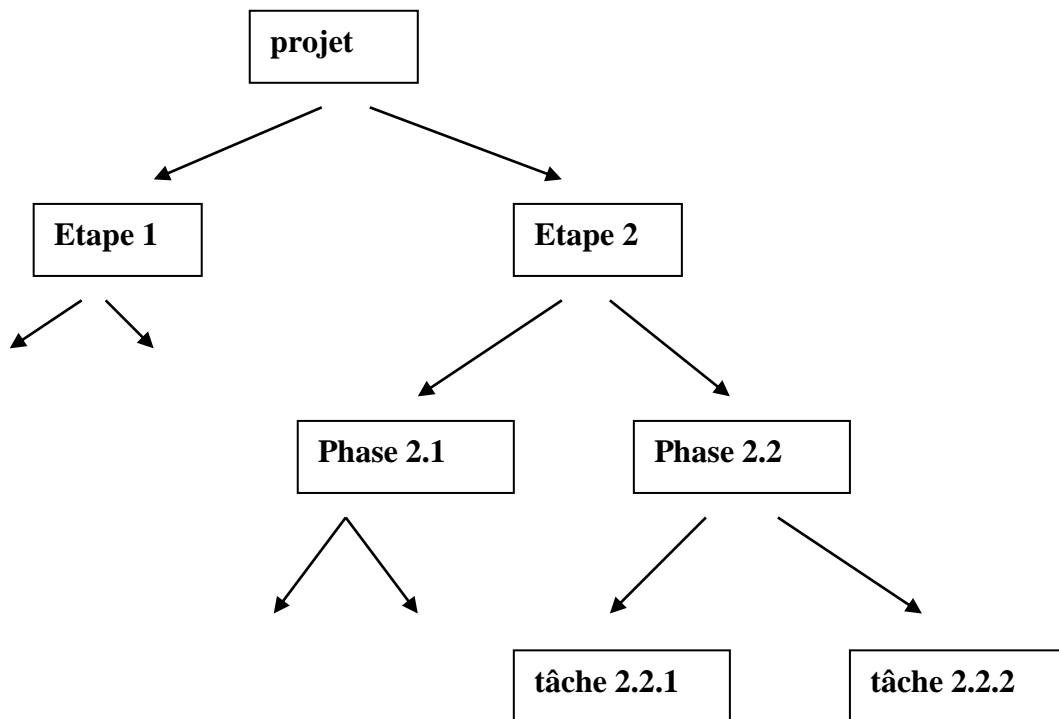 projet
Etape 1
Etape 2
Phase 2.1
Phase 2.2
tâche 2.2.1
tâche 2.2.2